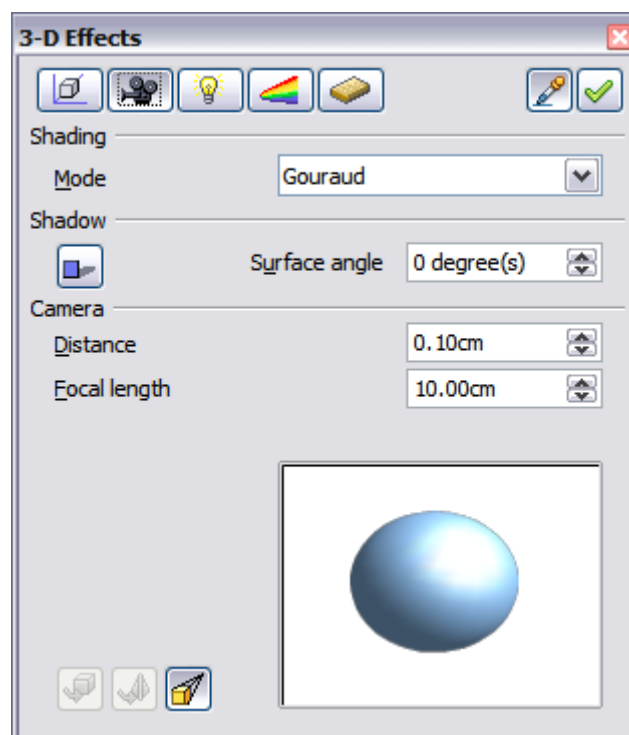 3-D Effects
Shading
Mode Gouraud
Shadow
Surface angle 0 degree(s)
Camera
Distance 0.10cm
Focal length 10.00cm